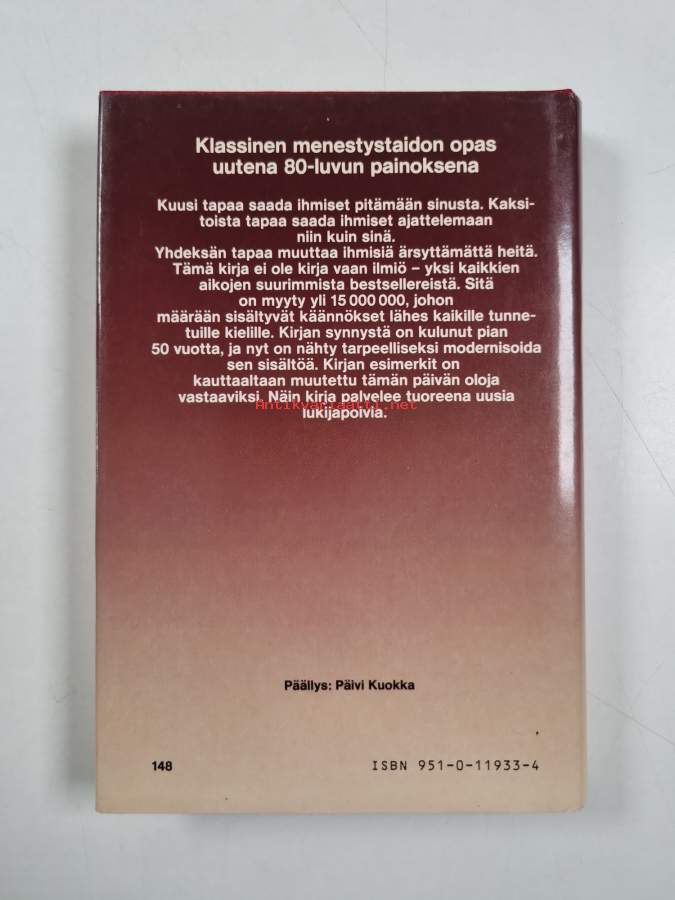 Klassinen menestystaidon opas
uutena 80-luvun painoksena
Kuusi tapaa saada ihmiset pitämään sinusta. Kaksi-
toista tapaa saada ihmiset ajattelemaan
niin kuin sinä.
Yhdeksän tapaa muuttaa ihmisiä ärsyttämättä heitä.
Tämä kirja ei ole kirja vaan ilmiö – yksi kaikkien
aikojen suurimmista bestsellereistä. Sitä
on myyty yli 15 000 000, johon
määrään sisältyvät käännökset lähes kaikille tunne-
tuille kielille. Kirjan synnystä on kulunut pian
50 vuotta, ja nyt on nähty tarpeelliseksi modernisoida
sen sisältöä. Kirjan esimerkit on
kauttaaltaan muutettu tämän päivän oloja
vastaaviksi. Näin kirja palvelee tuoreena uusia
Antikvariaatti.net
lukijapolvia.
Päällys: Päivi Kuokka
148
ISBN 951-0-11933-4